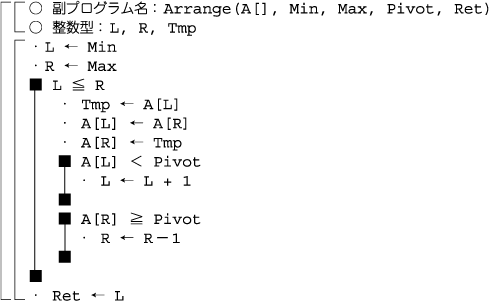 ○ 副プログラム名：Arrange(A[], Min, Max, Pivot, Ret)
○ 整数型：L, R, Tmp
・L ← Min
・R ← Max
■ L ≦ R
・ Tmp ← A[L]
・ A[L] ← A[R]
・ A[R] ← Tmp
■ A[L] < Pivot
・ L ← L + 1
■
■ A[R] ≧ Pivot
・ R ← R－1
■
■
・ Ret ← L